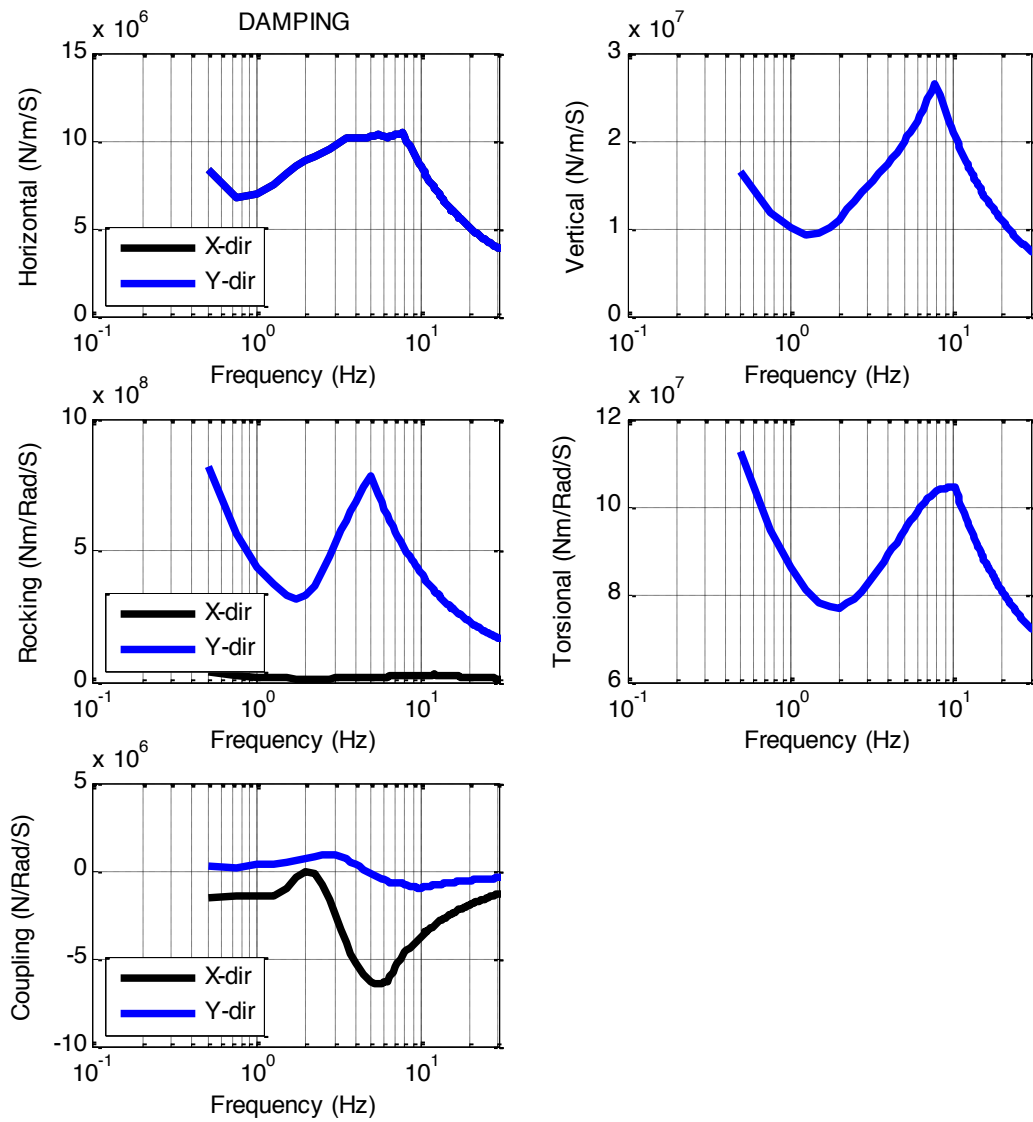 DAMPING
x 10^6
15
10
5
0
Horizontal (N/m/S)
X-dir
Y-dir
10^-1
10^0
10^1
Frequency (Hz)
x 10^7
3
2
1
0
Vertical (N/m/S)
10^-1
10^0
10^1
Frequency (Hz)
x 10^8
10
5
0
Rocking (Nm/Rad/S)
X-dir
Y-dir
10^-1
10^0
10^1
Frequency (Hz)
x 10^7
12
10
8
6
Torsional (Nm/Rad/S)
10^-1
10^0
10^1
Frequency (Hz)
x 10^6
5
0
-5
-10
Coupling (N/Rad/S)
X-dir
Y-dir
10^-1
10^0
10^1
Frequency (Hz)